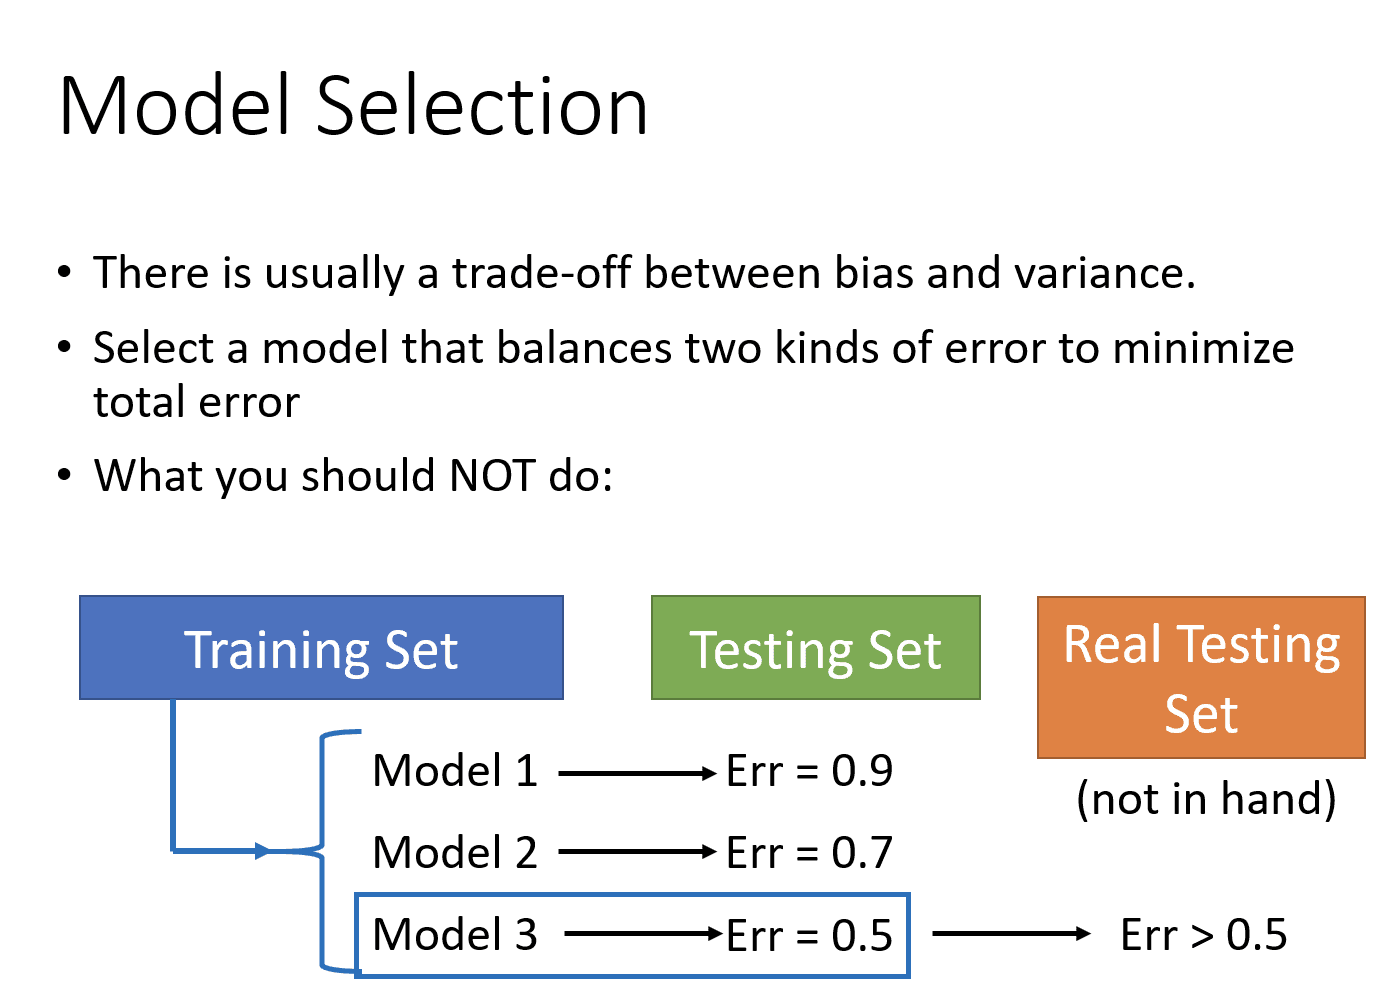 Model Selection
• There is usually a trade-off between bias and variance.
• Select a model that balances two kinds of error to minimize
total error
• What you should NOT do:
Training Set
Testing Set
Real Testing
Set
(not in hand)
Model 1
Err = 0.9
Model 2
Err = 0.7
Model 3
Err = 0.5
Err > 0.5